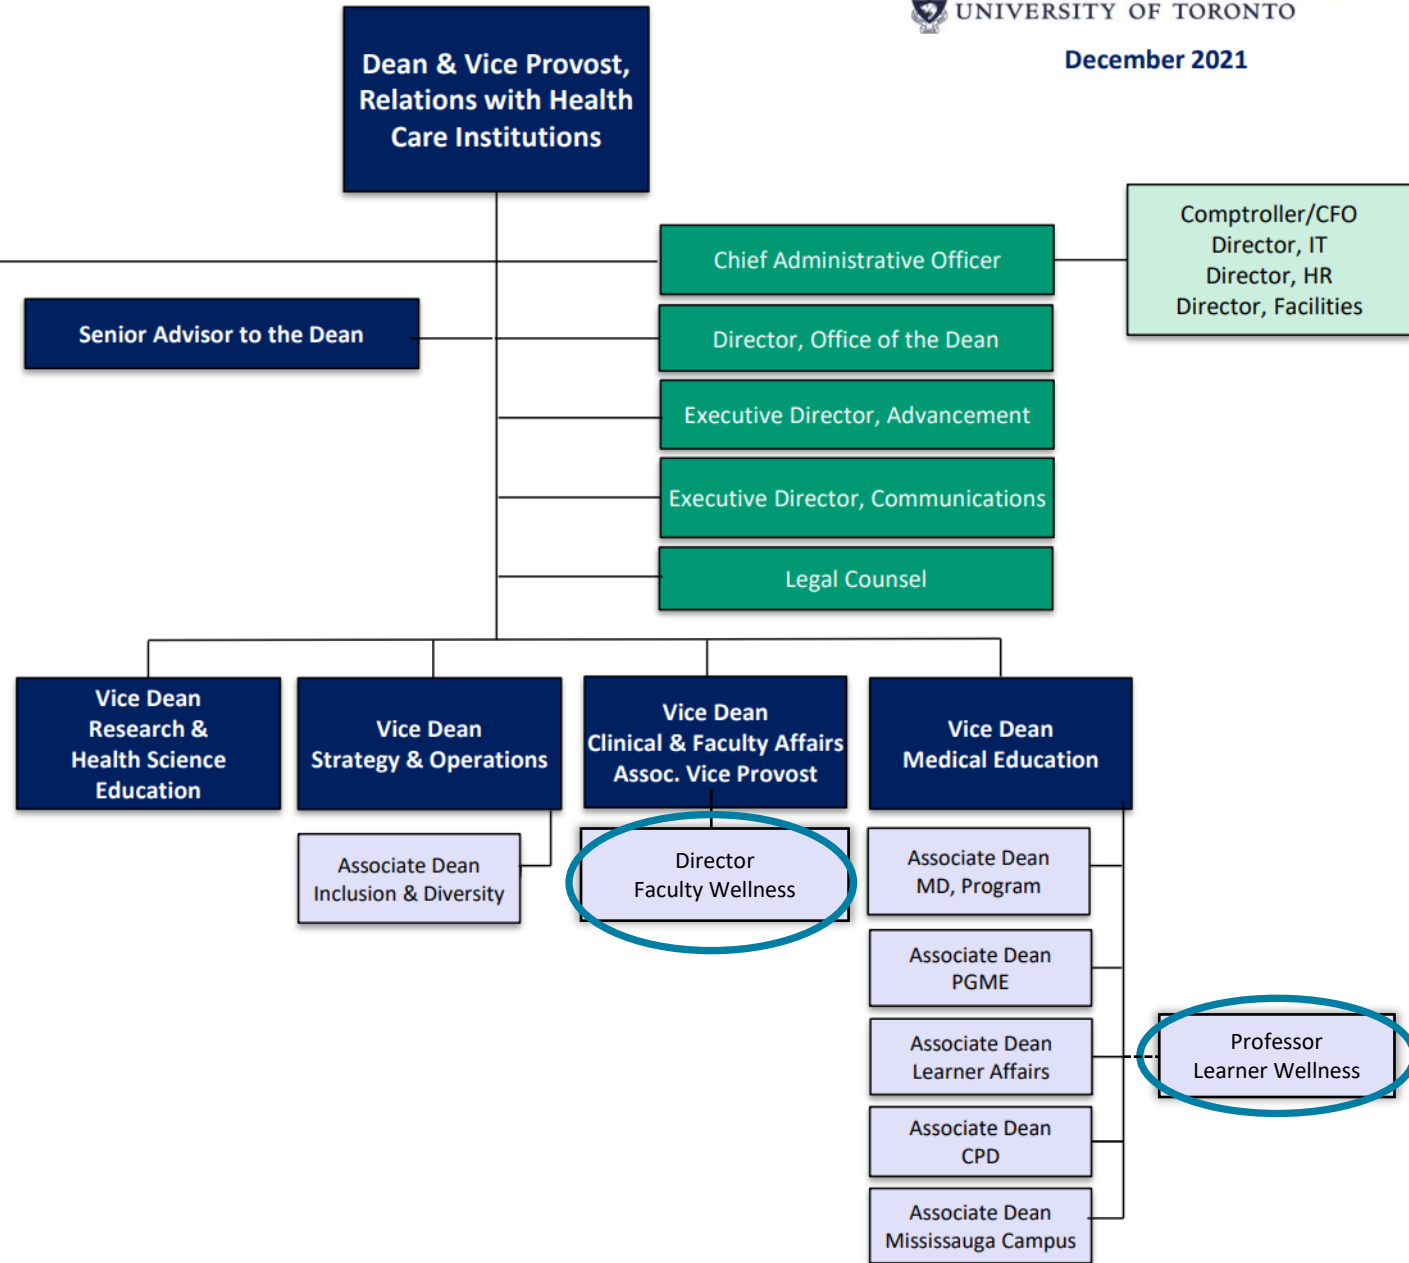 UNIVERSITY OF TORONTO
December 2021
Dean & Vice Provost,
Relations with Health
Care Institutions
Comptroller/CFO
Director, IT
Director, HR
Director, Facilities
Chief Administrative Officer
Senior Advisor to the Dean
Director, Office of the Dean
Executive Director, Advancement
Executive Director, Communications
Legal Counsel
Vice Dean
Research &
Health Science
Education
Vice Dean
Strategy & Operations
Vice Dean
Clinical & Faculty Affairs
Assoc. Vice Provost
Vice Dean
Medical Education
Associate Dean
Inclusion & Diversity
Director
Faculty Wellness
Associate Dean
MD, Program
Associate Dean
PGME
Associate Dean
Learner Affairs
Professor
Learner Wellness
Associate Dean
CPD
Associate Dean
Mississauga Campus